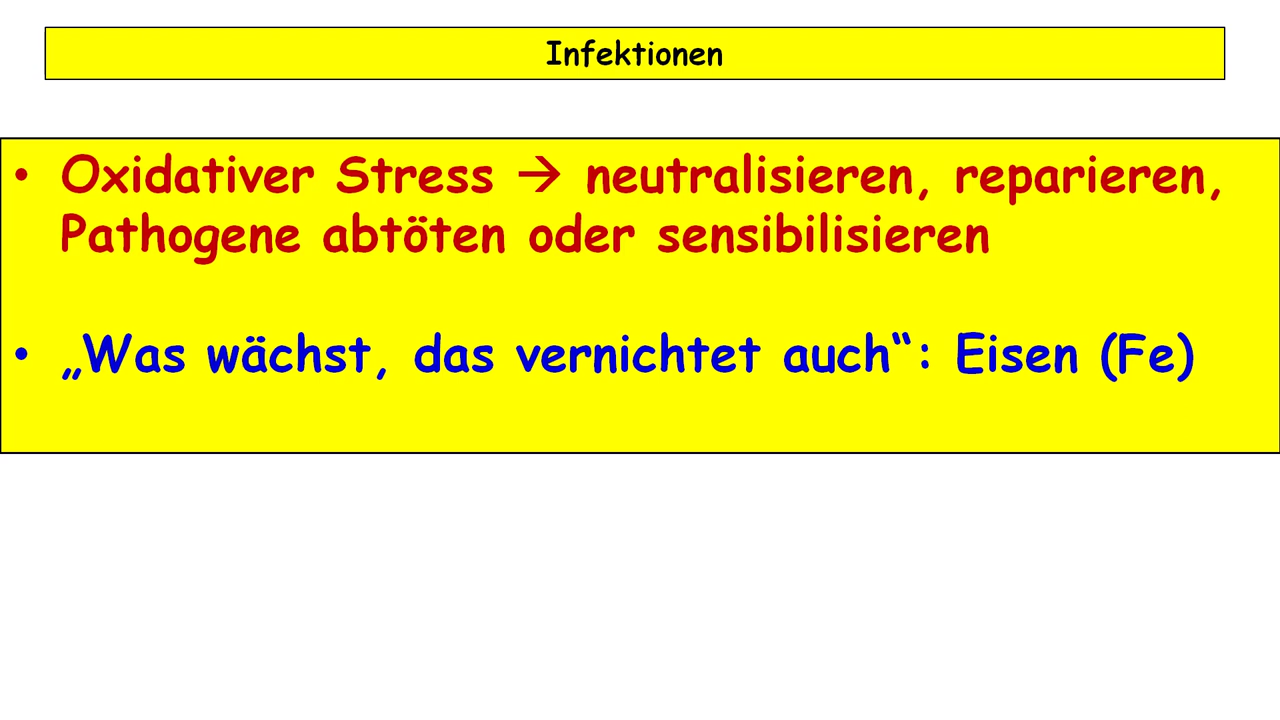 Infektionen
• Oxidativer Stress → neutralisieren, reparieren,
Pathogene abtöten oder sensibilisieren
• „Was wächst, das vernichtet auch“: Eisen (Fe)